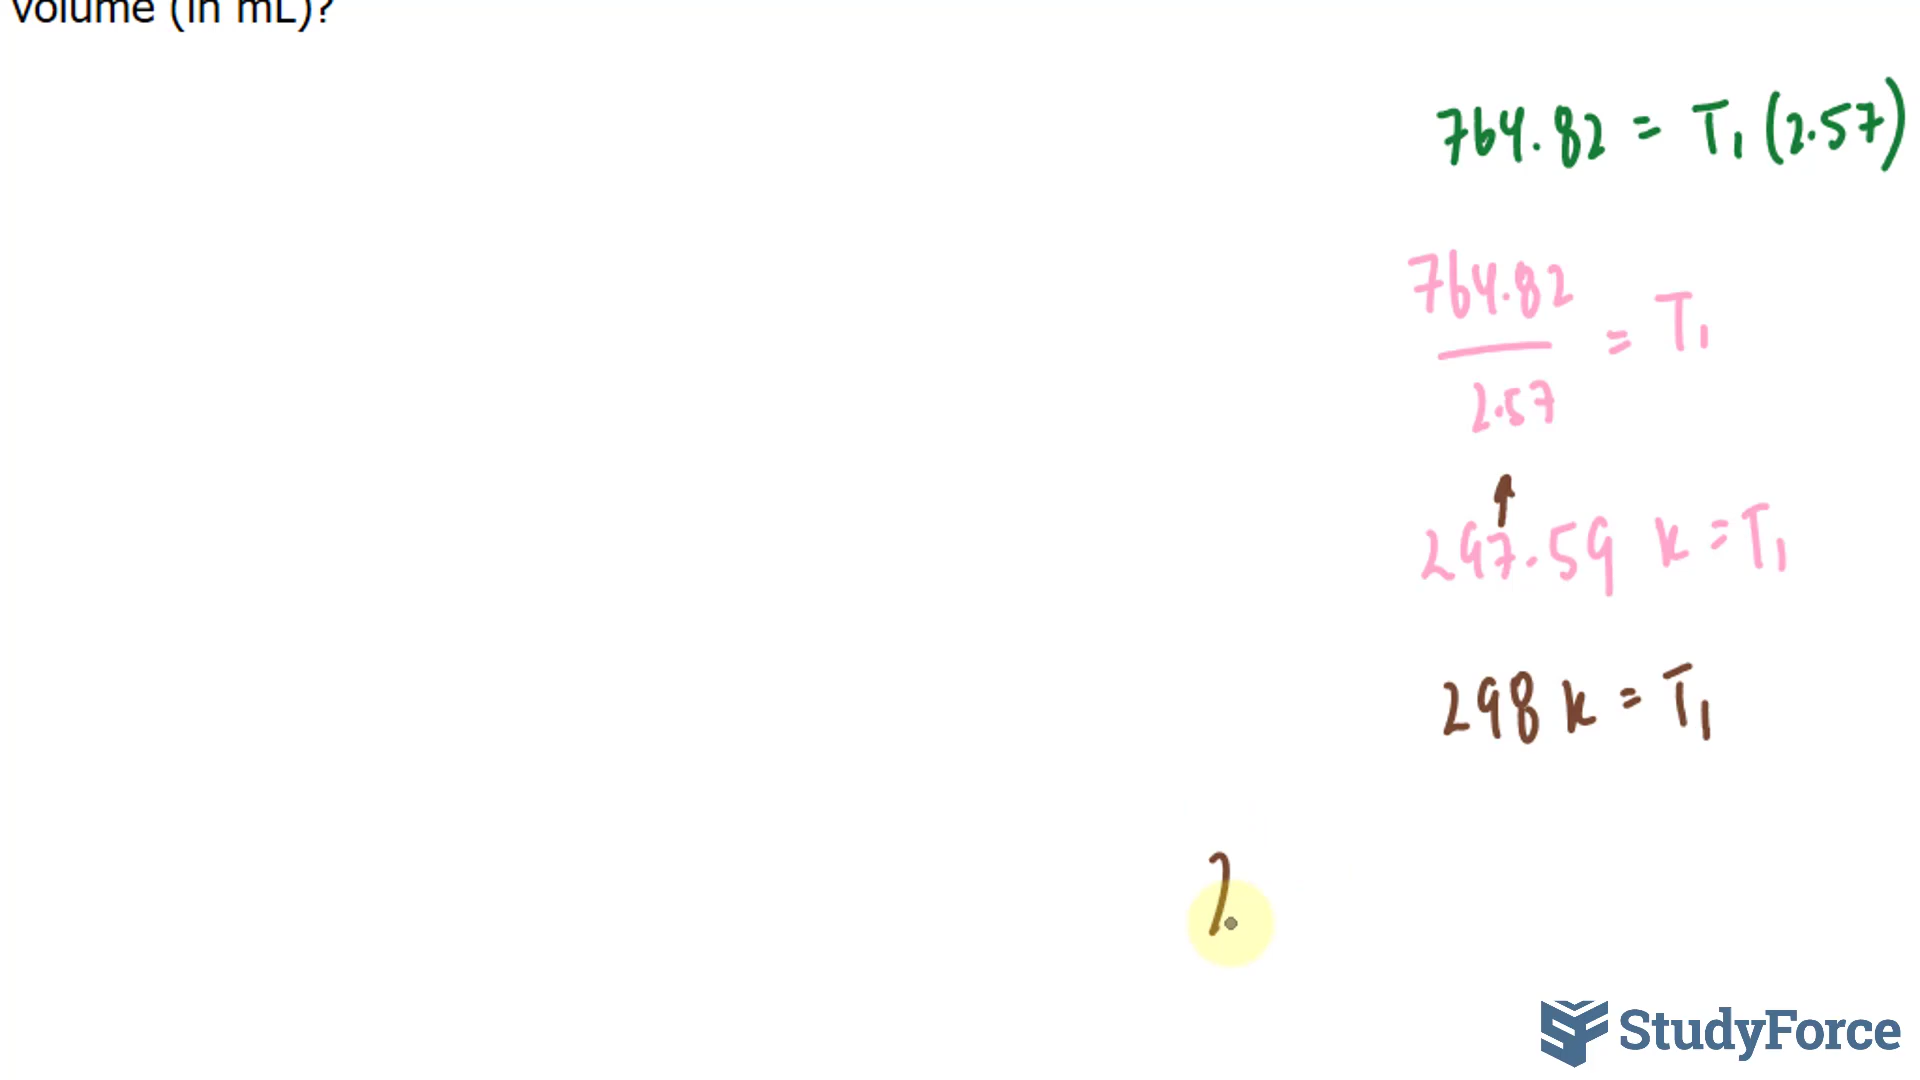 volume (in mL)?
764.82 = T₁ (2.57)
764.82
2.57
= T₁
297.59 k = T₁
298 k = T₁
2
StudyForce